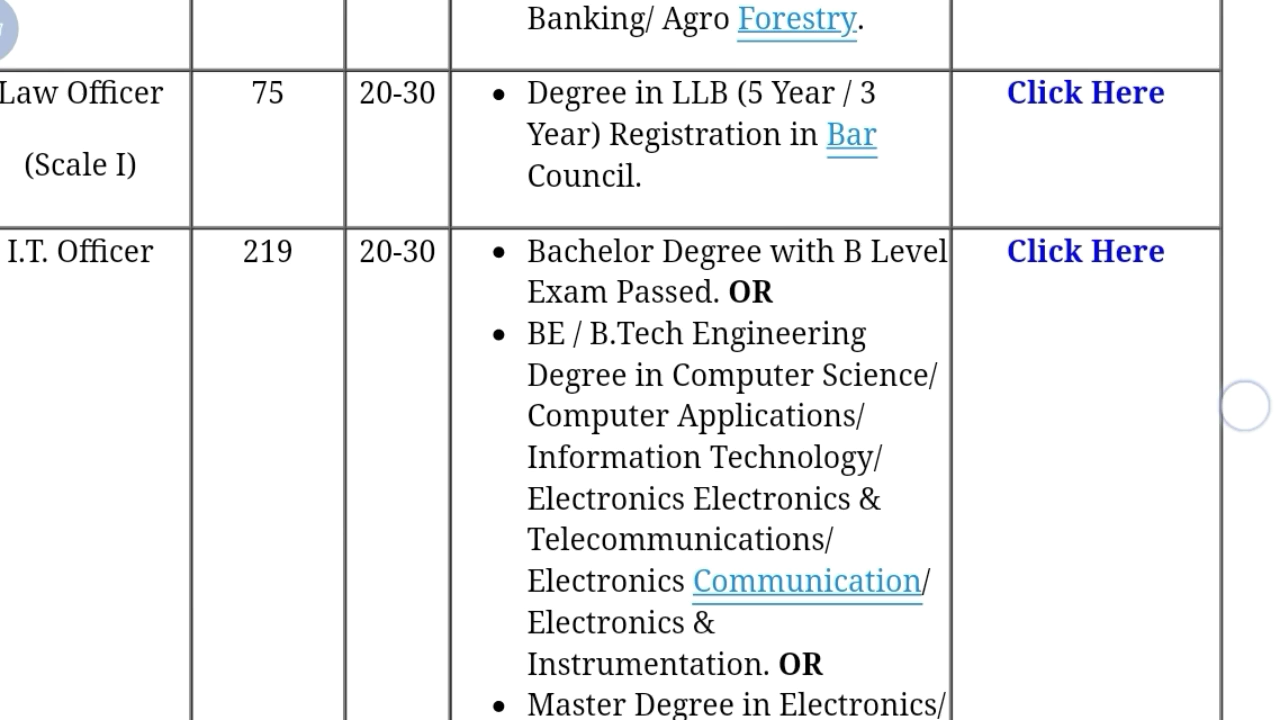 Banking/ Agro Forestry.
Law Officer 75 20-30 • Degree in LLB (5 Year / 3 Click Here
Year) Registration in Bar
(Scale I)
Council.
I.T. Officer 219 20-30 • Bachelor Degree with B Level Click Here
Exam Passed. OR
• BE / B.Tech Engineering
Degree in Computer Science/
Computer Applications/
Information Technology/
Electronics Electronics &
Telecommunications/
Electronics Communication/
Electronics &
Instrumentation. OR
• Master Degree in Electronics/